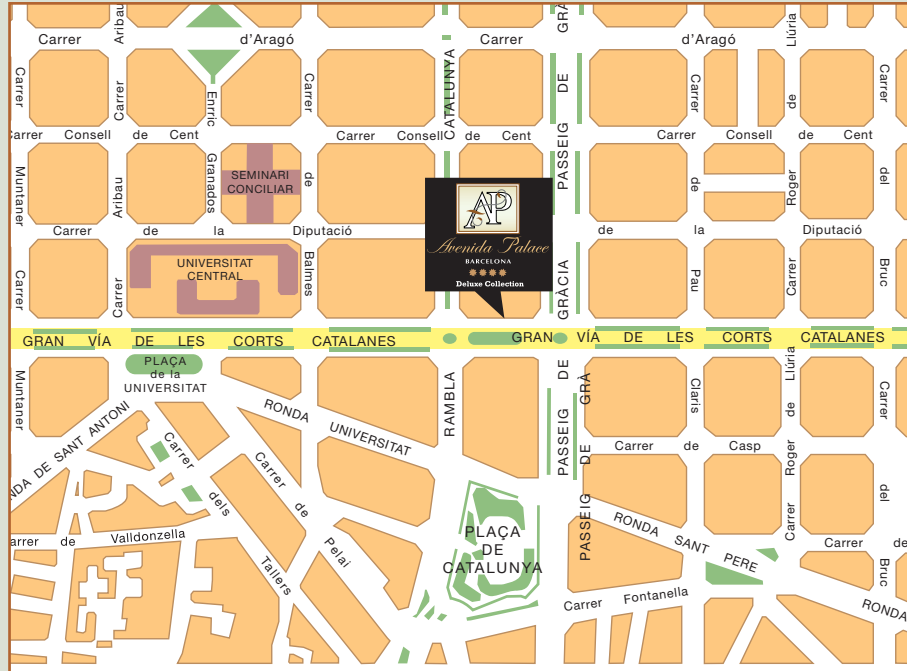 Aribau
GRÀ
Llúria
Carrer d'Aragó Carrer d'Aragó
Carrer
Carrer
Enrric
Carrer
CATALUNYA
PASSEIG DE
Carrer
de
Carrer
Carrer Consell de Cent Carrer Consell de Cent Carrer Consell de Cent
Muntaner
Aribau
Granados
SEMINARI
CONCILIAR
de
AP
Avenida Palace
BARCELONA
Deluxe Collection
de
Roger
del
Carrer de la Diputació de la Diputació
Carrer
Carrer
UNIVERSITAT
CENTRAL
Balmes
GRÀCIA
Pau
Carrer
Bruc
GRAN VÍA DE LES CORTS CATALANES GRAN VÍA DE LES CORTS CATALANES
Muntaner
PLAÇA
de la
UNIVERSITAT
RAMBLA
PASSEIG DE
PASSEIG DE GRÀ
Claris
Llúria
de
Roger
Carrer
Carrer
del
Bruc
NDA DE SANT ANTONI
RONDA UNIVERSITAT
Carrer dels Tallers
Carrer de Pelai
Carrer de Casp
PLAÇA
DE
CATALUNYA
RONDA SANT PERE
arrer de Valldonzella
Carrer de
Carrer Fontanella
RONDA